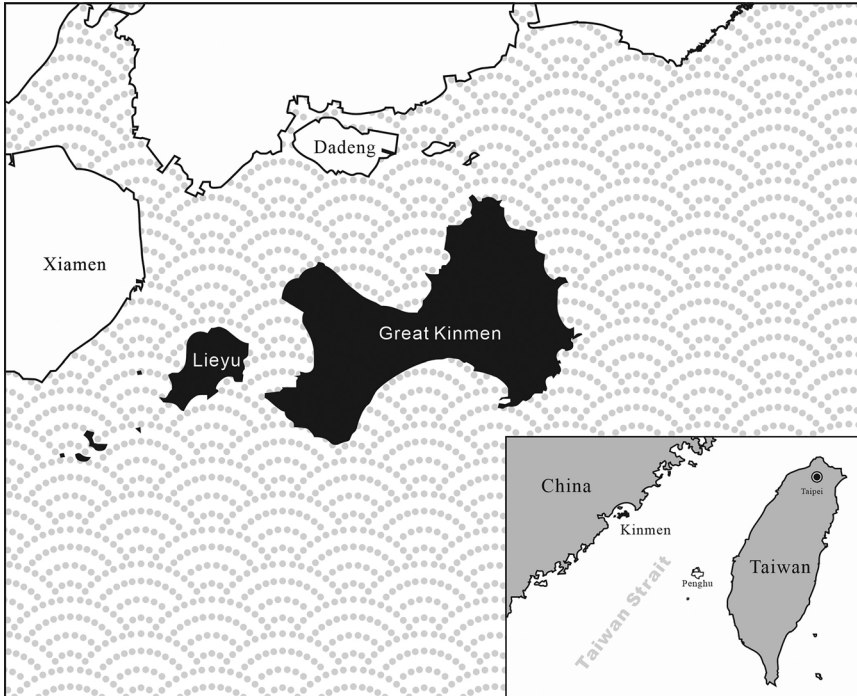 Dadeng
Xiamen
Great Kinmen
Lieyu
China
Taipei
Kinmen
Taiwan
Penghu
Taiwan Strait